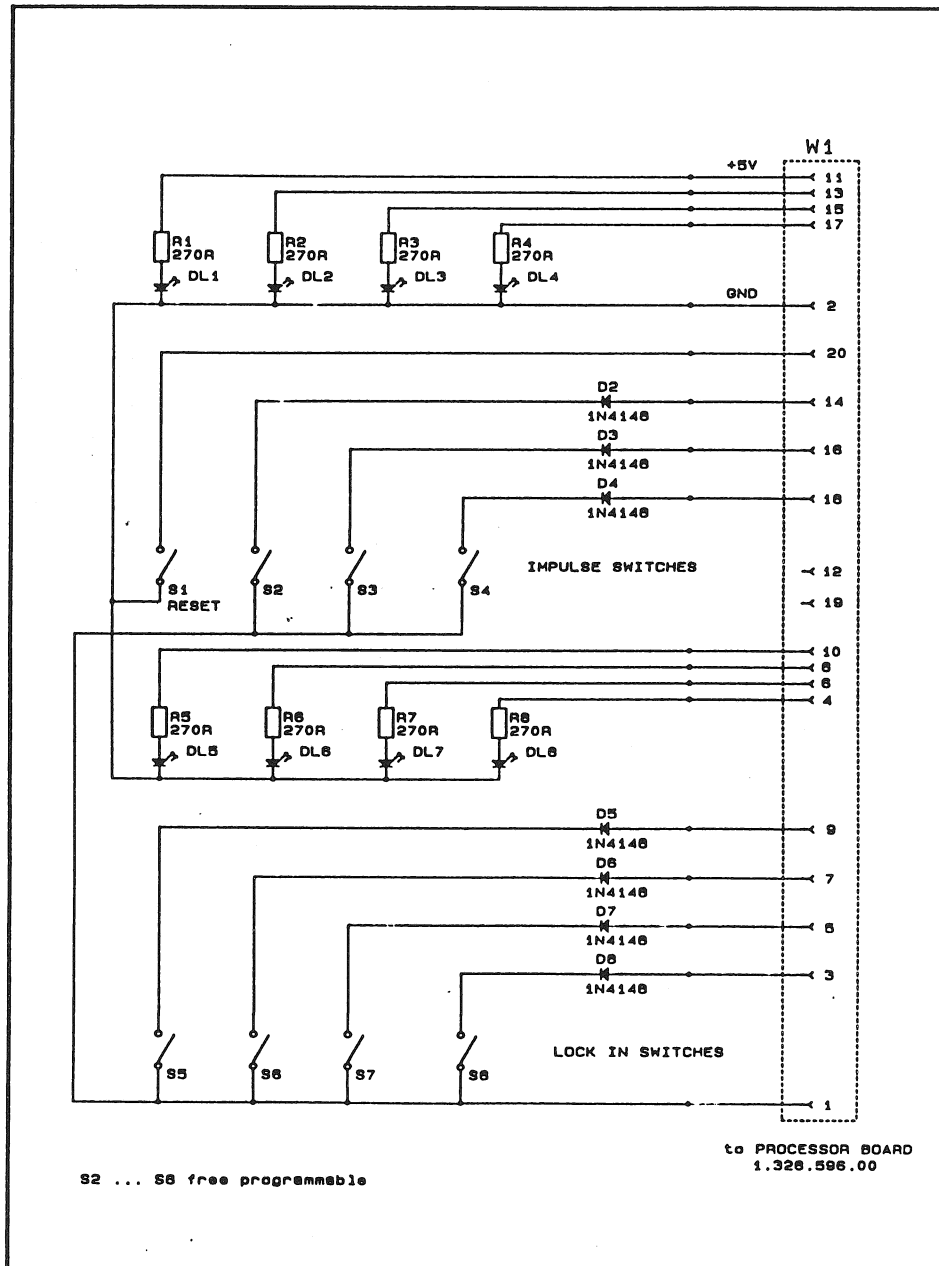 W1
+5V
11
13
15
17
R1
270R
DL1
R2
270R
DL2
R3
270R
DL3
R4
270R
DL4
GND
2
20
D2
1N4148
14
D3
1N4148
16
D4
1N4148
18
S1
RESET
S2
S3
S4
IMPULSE SWITCHES
12
19
10
8
6
4
R5
270R
DL5
R6
270R
DL6
R7
270R
DL7
R8
270R
DL8
D5
1N4148
9
D6
1N4148
7
D7
1N4148
5
D8
1N4148
3
S5
S6
S7
S8
LOCK IN SWITCHES
1
to PROCESSOR BOARD
1.328.596.00
S2 ... S8 free programmable